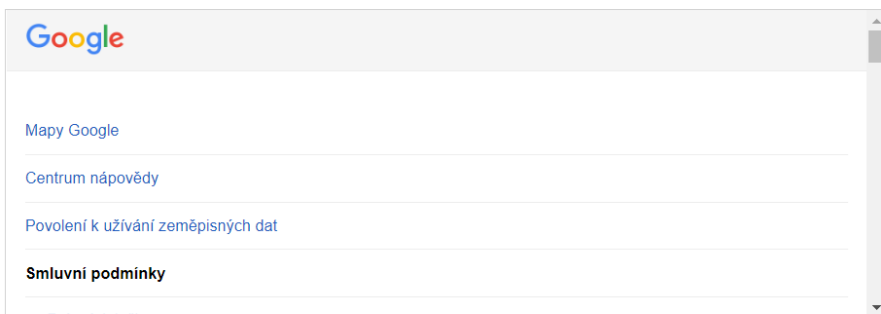 Google
Mapy Google
Centrum nápovědy
Povolení k užívání zeměpisných dat
Smluvní podmínky